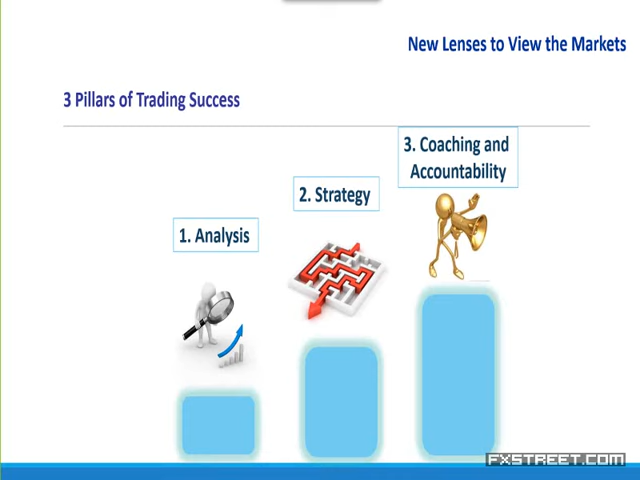 New Lenses to View the Markets
3 Pillars of Trading Success
3. Coaching and
Accountability
2. Strategy
1. Analysis
FXSTREET.COM